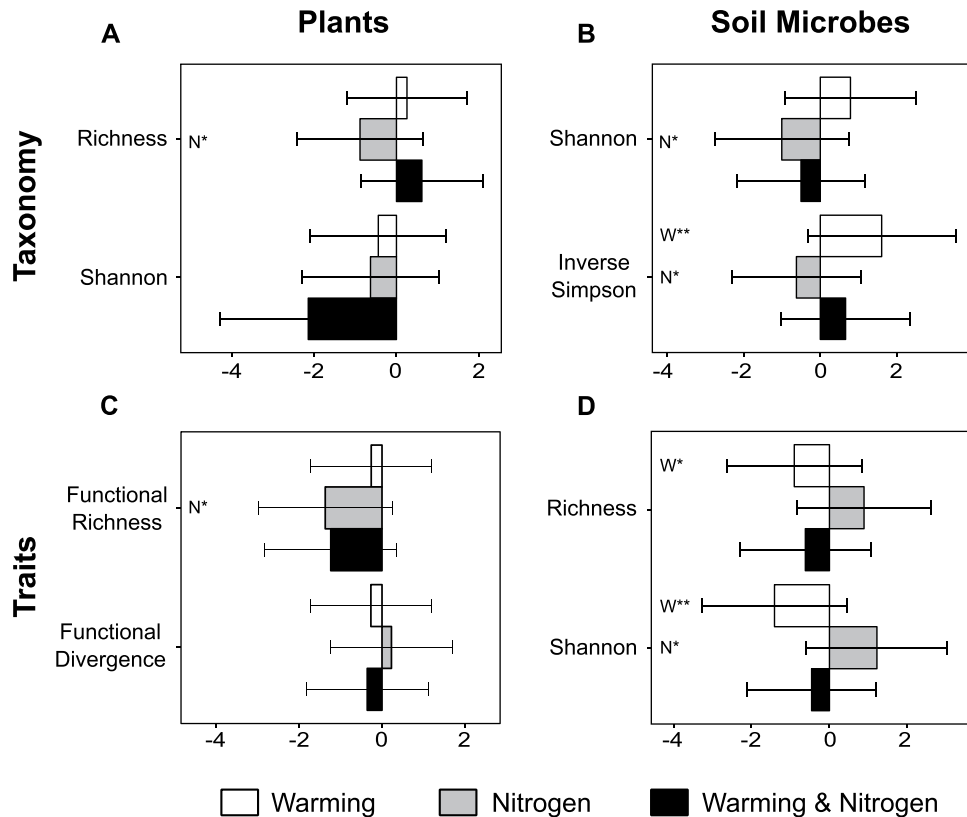 Plants
Soil Microbes
A
B
Taxonomy
Richness
N*
Shannon
-4
-2
0
2
Shannon
N*
W**
Inverse
Simpson
N*
-4
-2
0
2
C
D
Traits
Functional
Richness
N*
Functional
Divergence
-4
-2
0
2
W*
Richness
W**
Shannon
N*
-4
-2
0
2
Warming
Nitrogen
Warming & Nitrogen